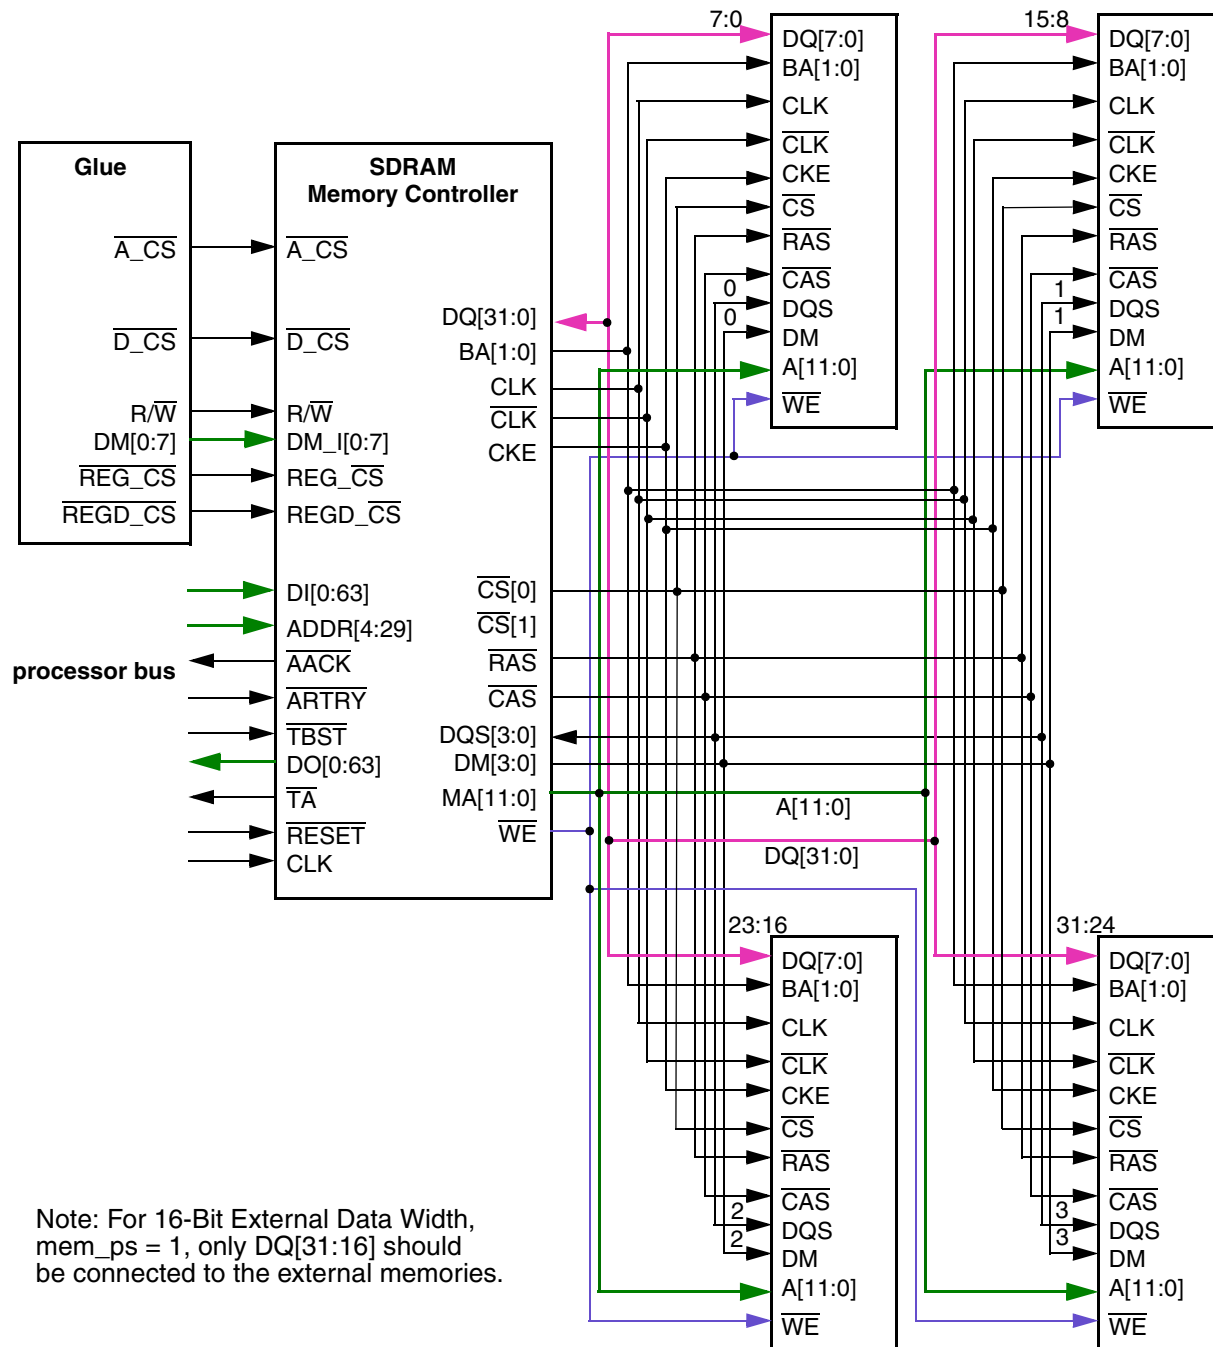 7:0
15:8
DQ[7:0]
BA[1:0]
CLK
CLK
CKE
CS
RAS
CAS
0
DQS
0
DM
A[11:0]
WE
DQ[7:0]
BA[1:0]
CLK
CLK
CKE
CS
RAS
CAS
1
DQS
1
DM
A[11:0]
WE
Glue
A_CS
D_CS
R/W
DM[0:7]
REG_CS
REGD_CS
SDRAM
Memory Controller
A_CS
D_CS
R/W
DM_I[0:7]
REG_CS
REGD_CS
DI[0:63]
ADDR[4:29]
AACK
ARTRY
TBST
DO[0:63]
TA
RESET
CLK
DQ[31:0]
BA[1:0]
CLK
CLK
CKE
CS[0]
CS[1]
RAS
CAS
DQS[3:0]
DM[3:0]
MA[11:0]
WE
processor bus
A[11:0]
DQ[31:0]
23:16
31:24
DQ[7:0]
BA[1:0]
CLK
CLK
CKE
CS
RAS
CAS
2
DQS
2
DM
A[11:0]
WE
DQ[7:0]
BA[1:0]
CLK
CLK
CKE
CS
RAS
CAS
3
DQS
3
DM
A[11:0]
WE
Note: For 16-Bit External Data Width,
mem_ps = 1, only DQ[31:16] should
be connected to the external memories.